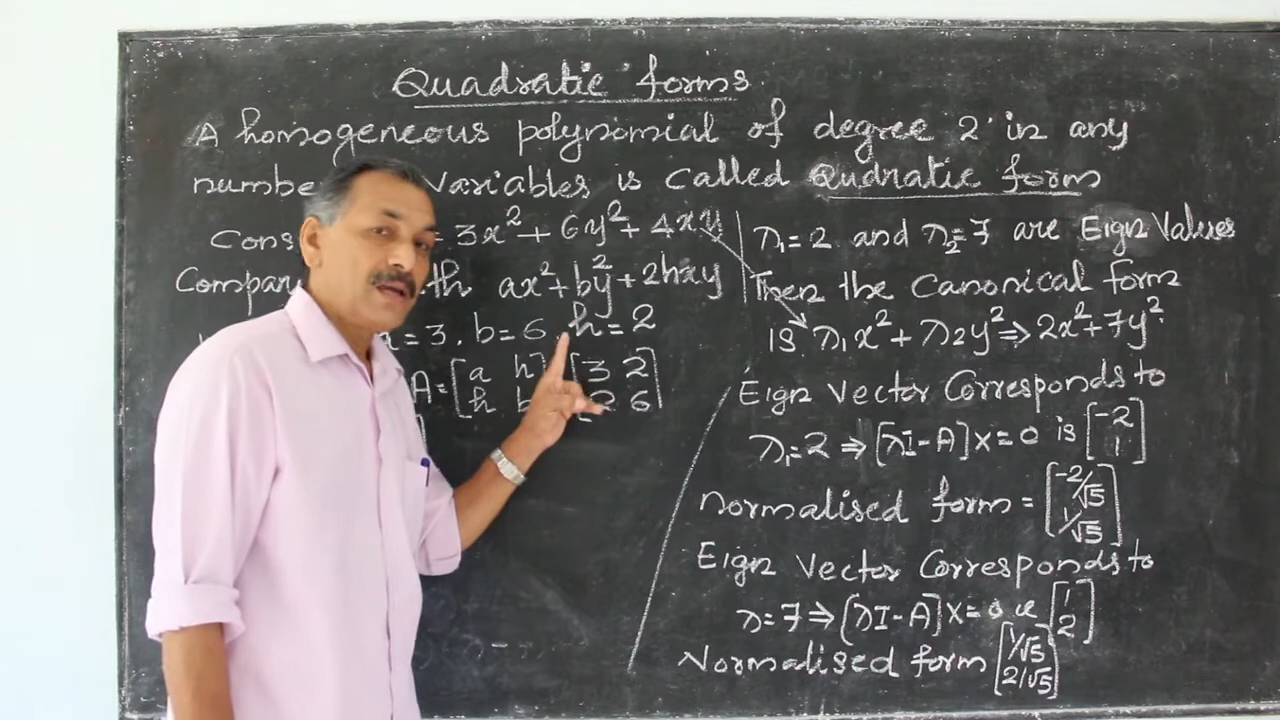 Quadratic forms.
A homogeneous polynomial of degree 2 in any
numbe Variables is called Qudratic form
Cons = 3x² + 6y² + 4xy
Compar th ax² + by² + 2hxy
= 3, b = 6, h = 2
A = [a h h b] [3 2 2 6]
λ₁ = 2 and λ₂ = 7 are Eign Values
Then the Canonical form
is λ₁x² + λ2y² ⇒ 2x² + 7y²
Eign Vector Corresponds to
λ₁ = 2 ⇒ [λI - A] X = 0 is [-2 1]
normalised form = [-2/√5 1/√5]
Eign Vector Corresponds to
λ = 7 ⇒ [λI - A] X = 0 is [1 2]
Normalised form [1/√5 2/√5]